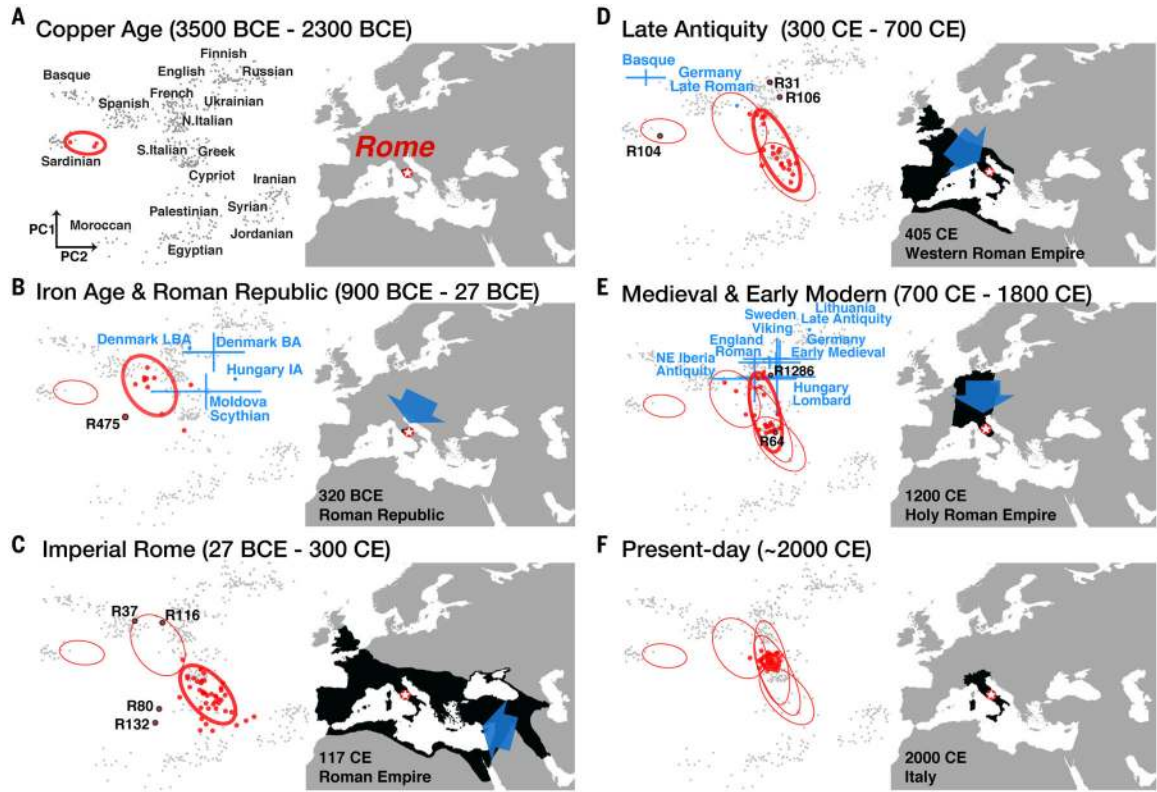 A Copper Age (3500 BCE - 2300 BCE)
Finnish
Basque
English
Russian
French
Spanish
Ukrainian
N.Italian
S.Italian
Greek
Sardinian
Cypriot
Iranian
Palestinian
Syrian
Moroccan
Jordanian
Egyptian
PC1
PC2
Rome
B Iron Age & Roman Republic (900 BCE - 27 BCE)
Denmark LBA
Denmark BA
Hungary IA
Moldova
Scythian
R475
320 BCE
Roman Republic
C Imperial Rome (27 BCE - 300 CE)
R37
R116
R80
R132
117 CE
Roman Empire
D Late Antiquity (300 CE - 700 CE)
Basque
Germany
Late Roman
R31
R106
R104
405 CE
Western Roman Empire
E Medieval & Early Modern (700 CE - 1800 CE)
Sweden
Viking
Lithuania
Late Antiquity
England
Roman
Germany
Early Medieval
NE Iberia
Antiquity
R1286
Hungary
Lombard
R64
1200 CE
Holy Roman Empire
F Present-day (~2000 CE)
2000 CE
Italy